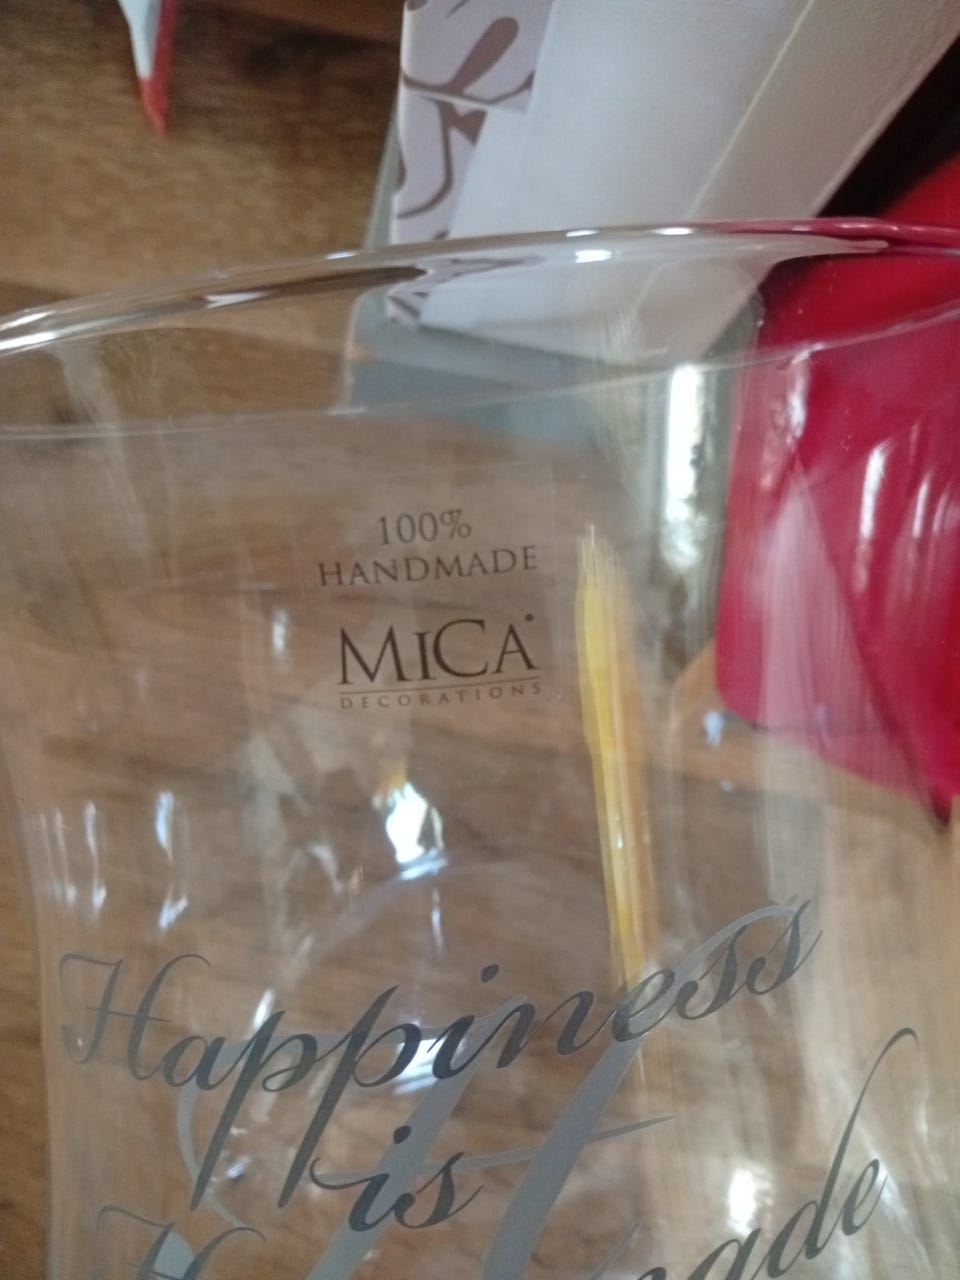 100%
HANDMADE
MICA
DECORATIONS
Happiness
is